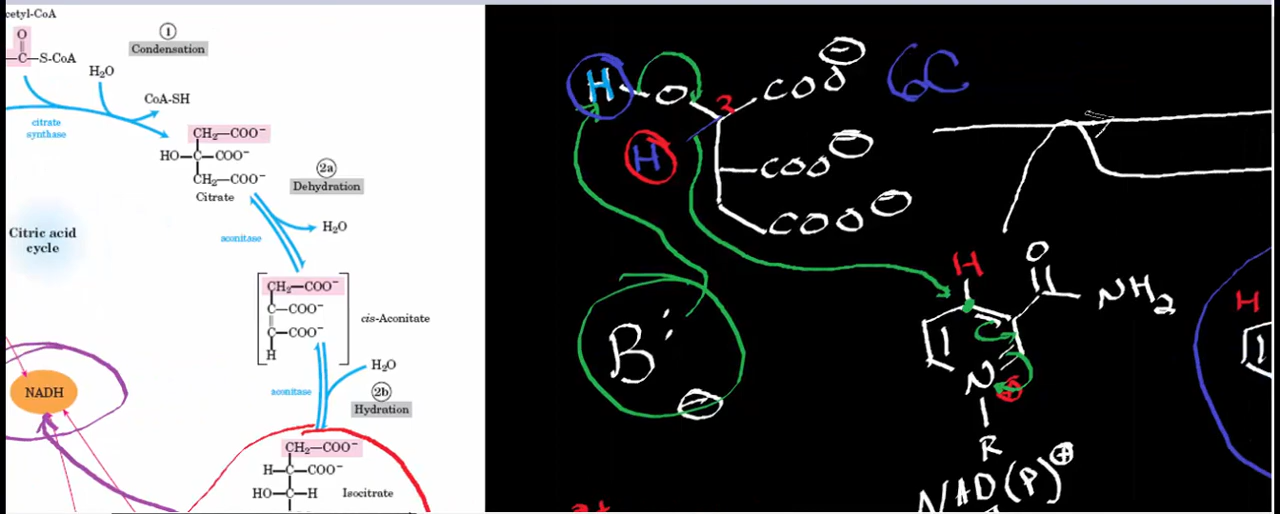 cetyl-CoA
O
C—S-CoA
H₂O
①
Condensation
CoA-SH
citrate
synthase
CH₂—COO⁻
HO—C—COO⁻
CH₂—COO⁻
Citrate
②a
Dehydration
H₂O
aconitase
Citric acid
cycle
CH₂—COO⁻
C—COO⁻
C—COO⁻
H
cis-Aconitate
H₂O
aconitase
②b
Hydration
NADH
CH₂—COO⁻
H—C—COO⁻
HO—C—H
Isocitrate
H—O
3
COO⊖
6C
H
COO⊖
COO⊖
B:
⊖
H
O
NH₂
N⊕
R
NAD(P)⊕
H